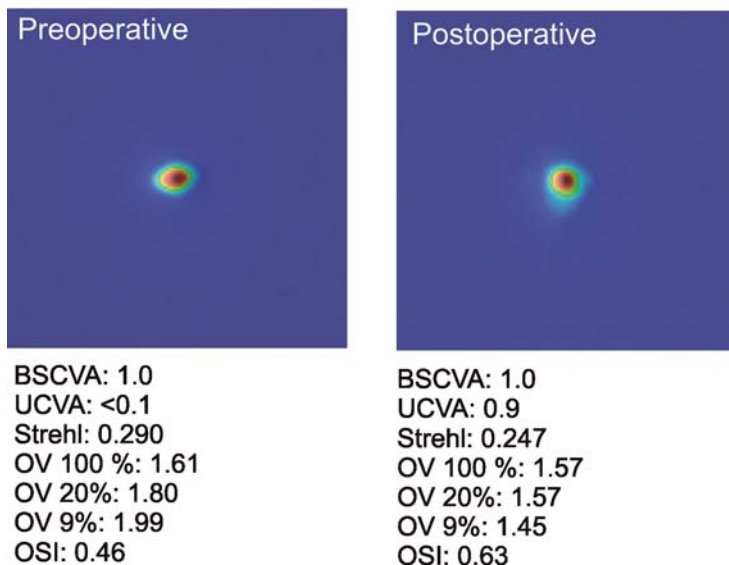 Preoperative
BSCVA: 1.0
UCVA: <0.1
Strehl: 0.290
OV 100 %: 1.61
OV 20%: 1.80
OV 9%: 1.99
OSI: 0.46
Postoperative
BSCVA: 1.0
UCVA: 0.9
Strehl: 0.247
OV 100 %: 1.57
OV 20%: 1.57
OV 9%: 1.45
OSI: 0.63